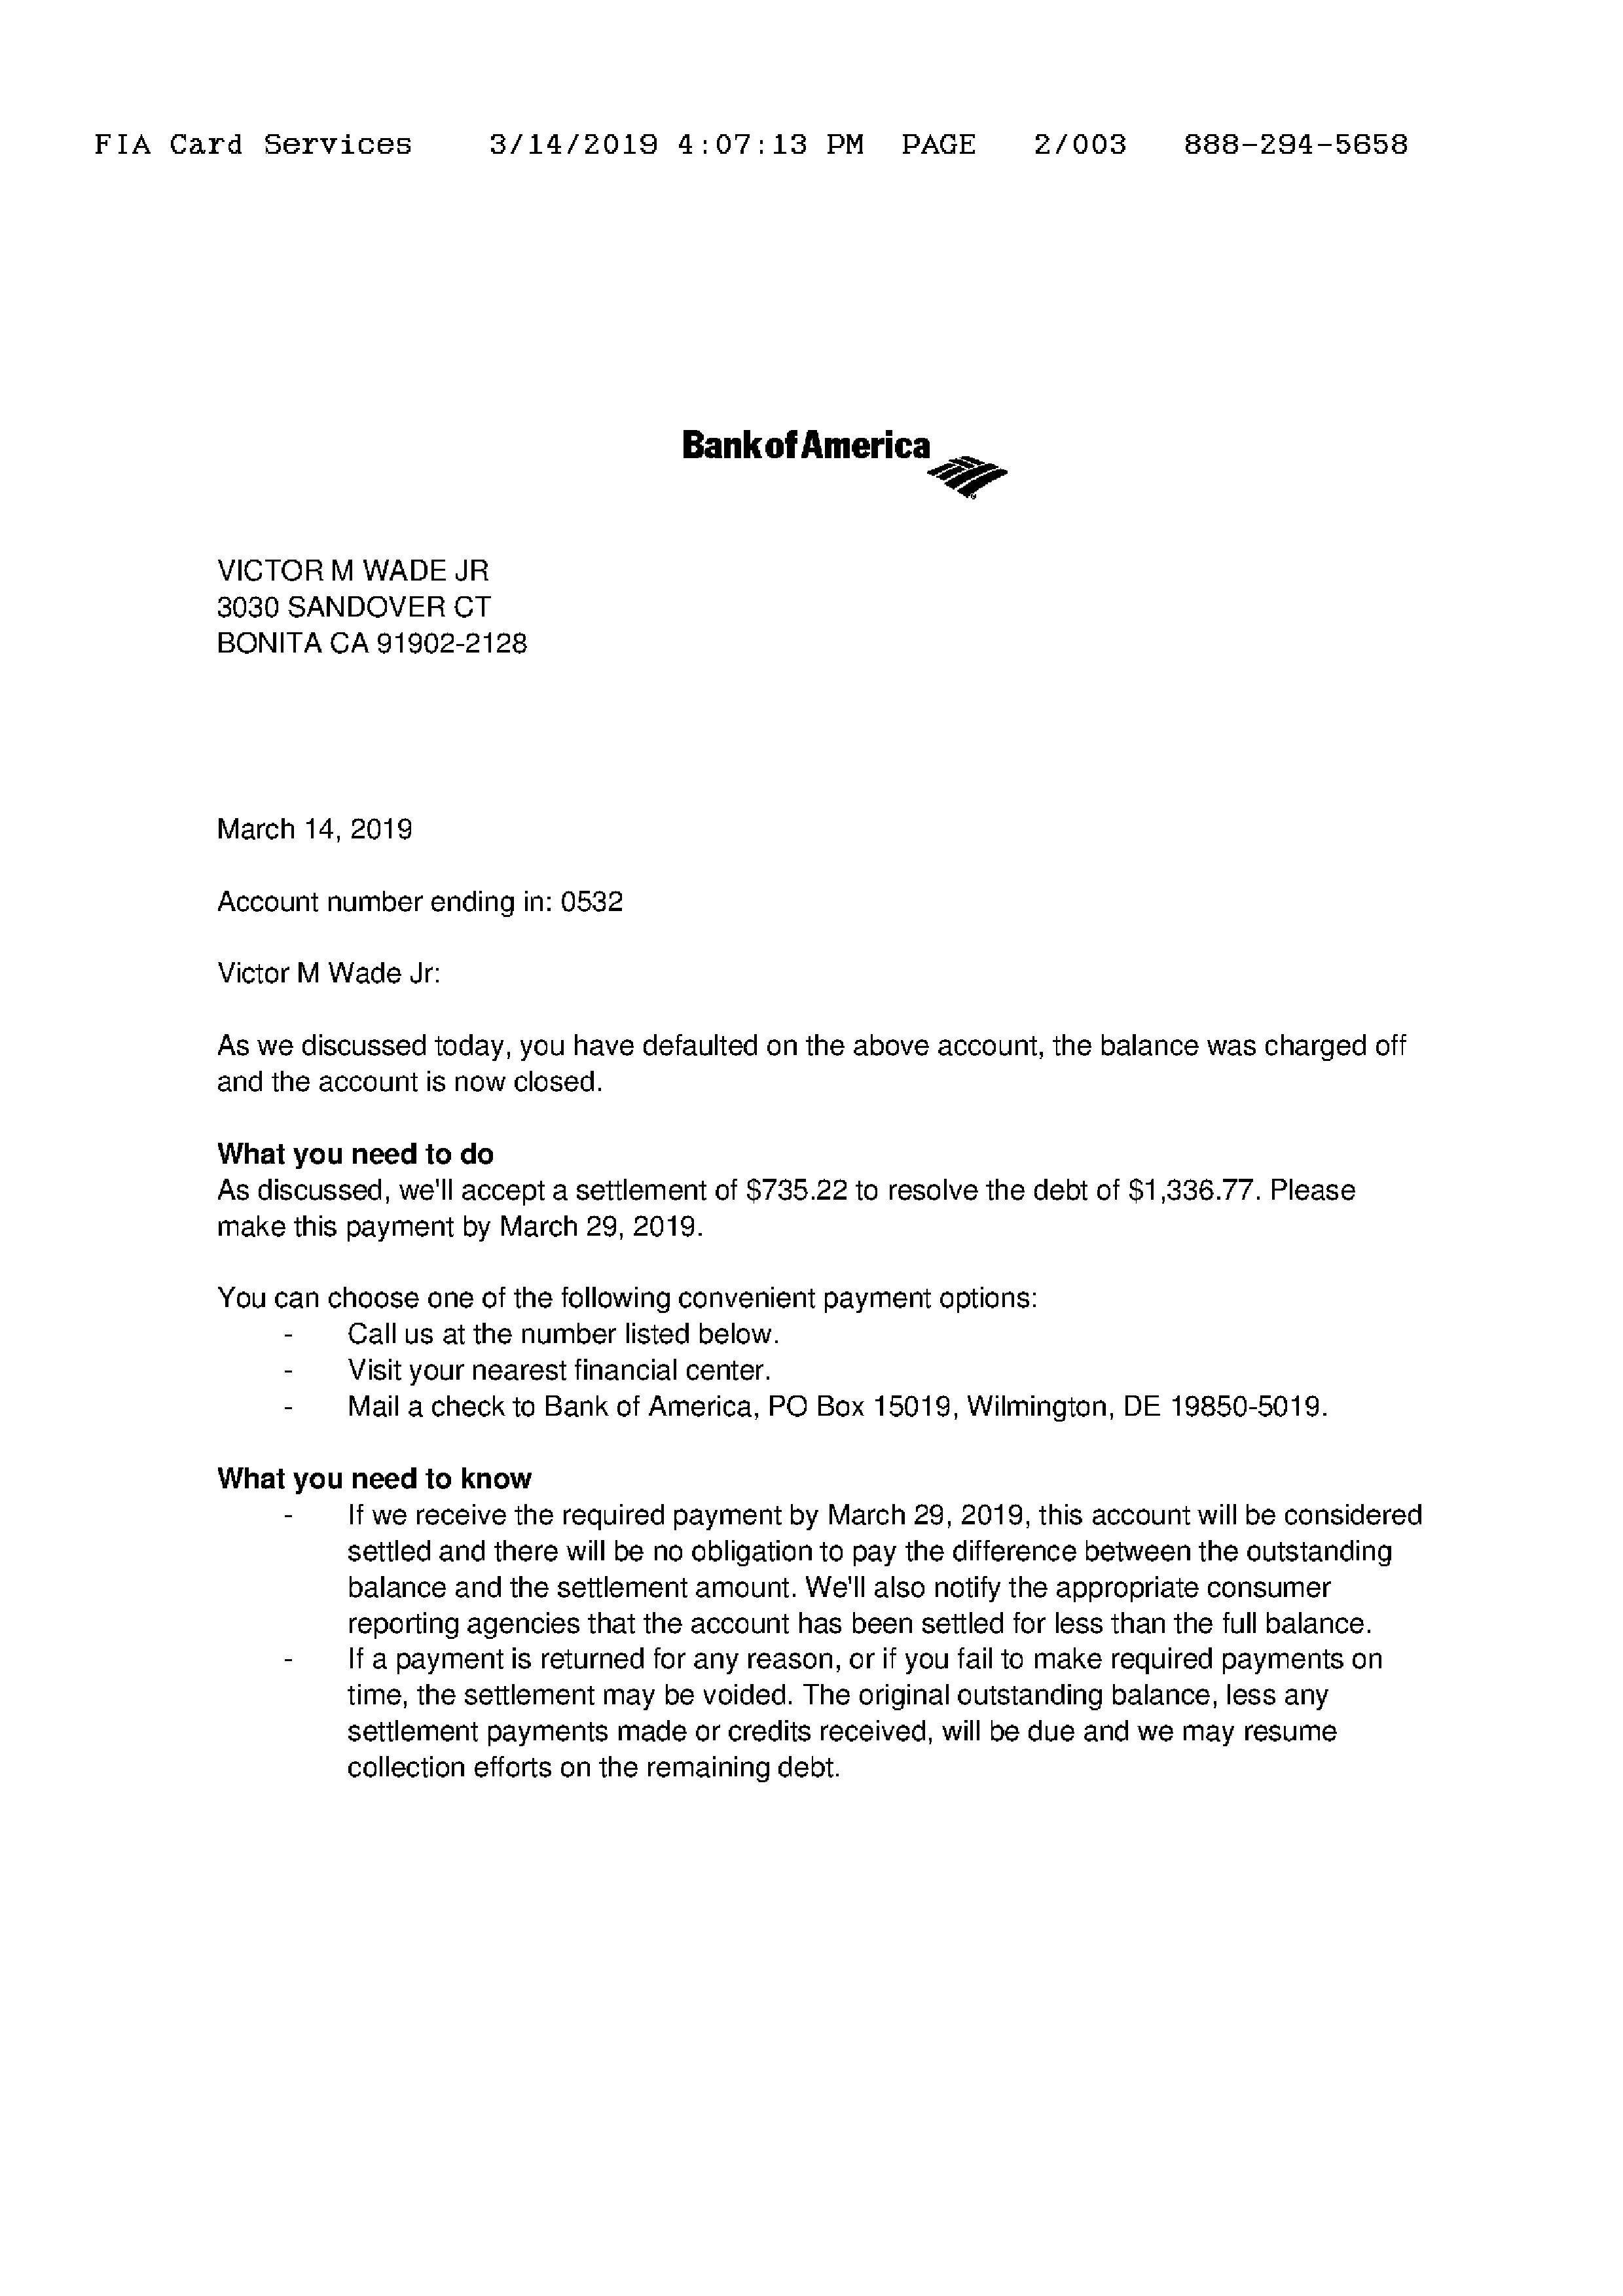 FIA Card Services 3/14/2019 4:07:13 PM PAGE 2/003 888-294-5658
Bank of America
VICTOR M WADE JR
3030 SANDOVER CT
BONITA CA 91902-2128
March 14, 2019
Account number ending in: 0532
Victor M Wade Jr:
As we discussed today, you have defaulted on the above account, the balance was charged off
and the account is now closed.
What you need to do
As discussed, we'll accept a settlement of $735.22 to resolve the debt of $1,336.77. Please
make this payment by March 29, 2019.
You can choose one of the following convenient payment options:
- Call us at the number listed below.
- Visit your nearest financial center.
- Mail a check to Bank of America, PO Box 15019, Wilmington, DE 19850-5019.
What you need to know
- If we receive the required payment by March 29, 2019, this account will be considered
settled and there will be no obligation to pay the difference between the outstanding
balance and the settlement amount. We'll also notify the appropriate consumer
reporting agencies that the account has been settled for less than the full balance.
- If a payment is returned for any reason, or if you fail to make required payments on
time, the settlement may be voided. The original outstanding balance, less any
settlement payments made or credits received, will be due and we may resume
collection efforts on the remaining debt.